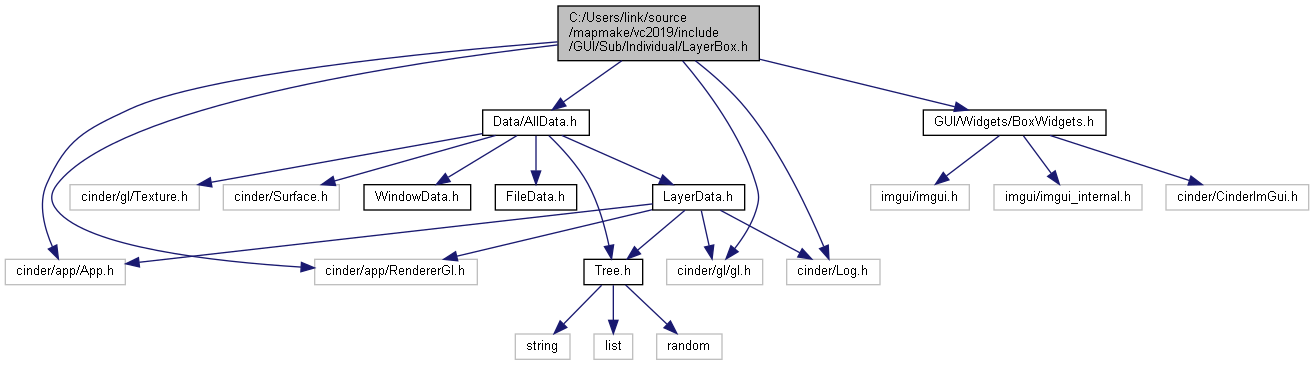 C:/Users/link/source
/mapmake/vc2019/include
/GUI/Sub/Individual/LayerBox.h
Data/AllData.h
GUI/Widgets/BoxWidgets.h
cinder/gl/Texture.h
cinder/Surface.h
WindowData.h
FileData.h
LayerData.h
imgui/imgui.h
imgui/imgui_internal.h
cinder/CinderImGui.h
cinder/app/App.h
cinder/app/RendererGl.h
Tree.h
cinder/gl/gl.h
cinder/Log.h
string
list
random